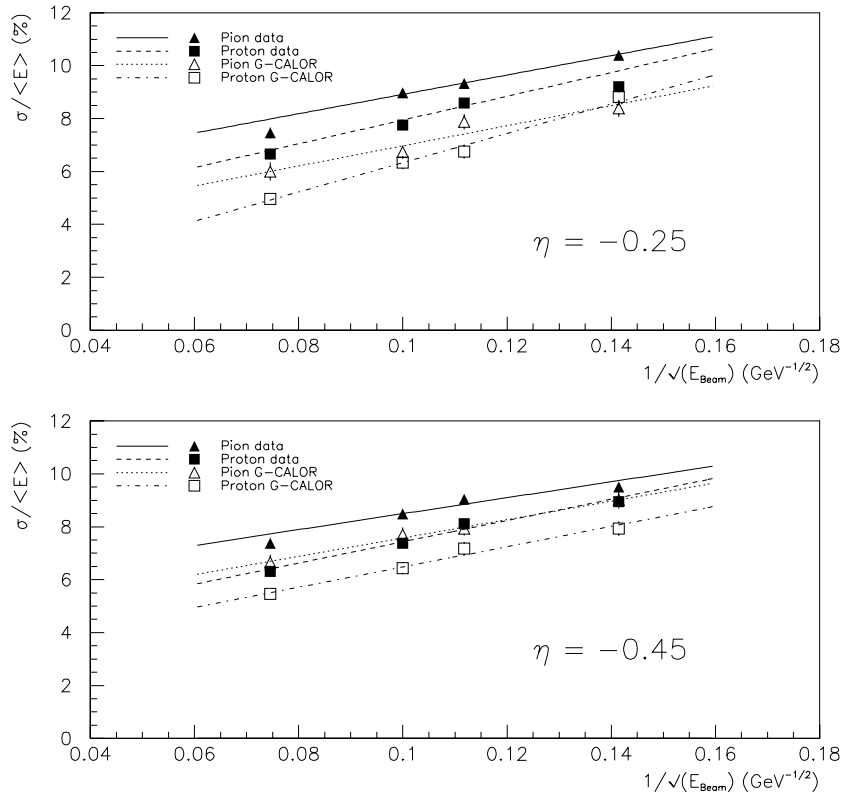 σ/<E> (%)
12
10
8
6
4
2
0
Pion data
Proton data
Pion G-CALOR
Proton G-CALOR
η = −0.25
0.04 0.06 0.08 0.1 0.12 0.14 0.16 0.18
1/√(E_Beam) (GeV^−1/2)
σ/<E> (%)
12
10
8
6
4
2
0
Pion data
Proton data
Pion G-CALOR
Proton G-CALOR
η = −0.45
0.04 0.06 0.08 0.1 0.12 0.14 0.16 0.18
1/√(E_Beam) (GeV^−1/2)